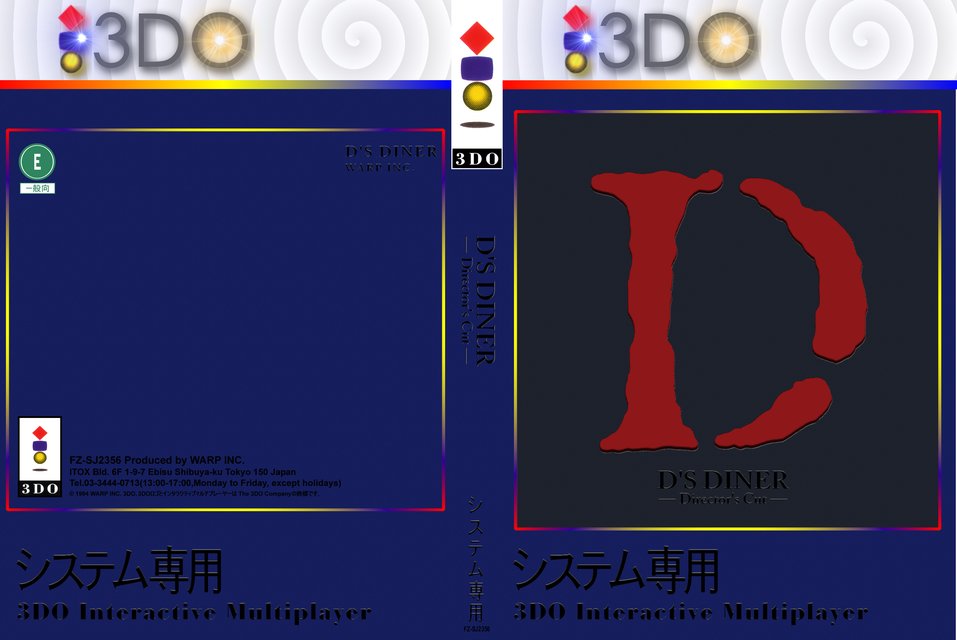 3DO
E
一般向
D'S DINER
WARP INC.
3DO
FZ-SJ2356 Produced by WARP INC.
ITOX Bld. 6F 1-9-7 Ebisu Shibuya-ku Tokyo 150 Japan
Tel.03-3444-0713(13:00-17:00,Monday to Friday, except holidays)
システム専用
3DO Interactive Multiplayer
3DO
D'S DINER
Director's Cut
システム専用
FZ-SJ2356
3DO
D
D'S DINER
Director's Cut
システム専用
3DO Interactive Multiplayer